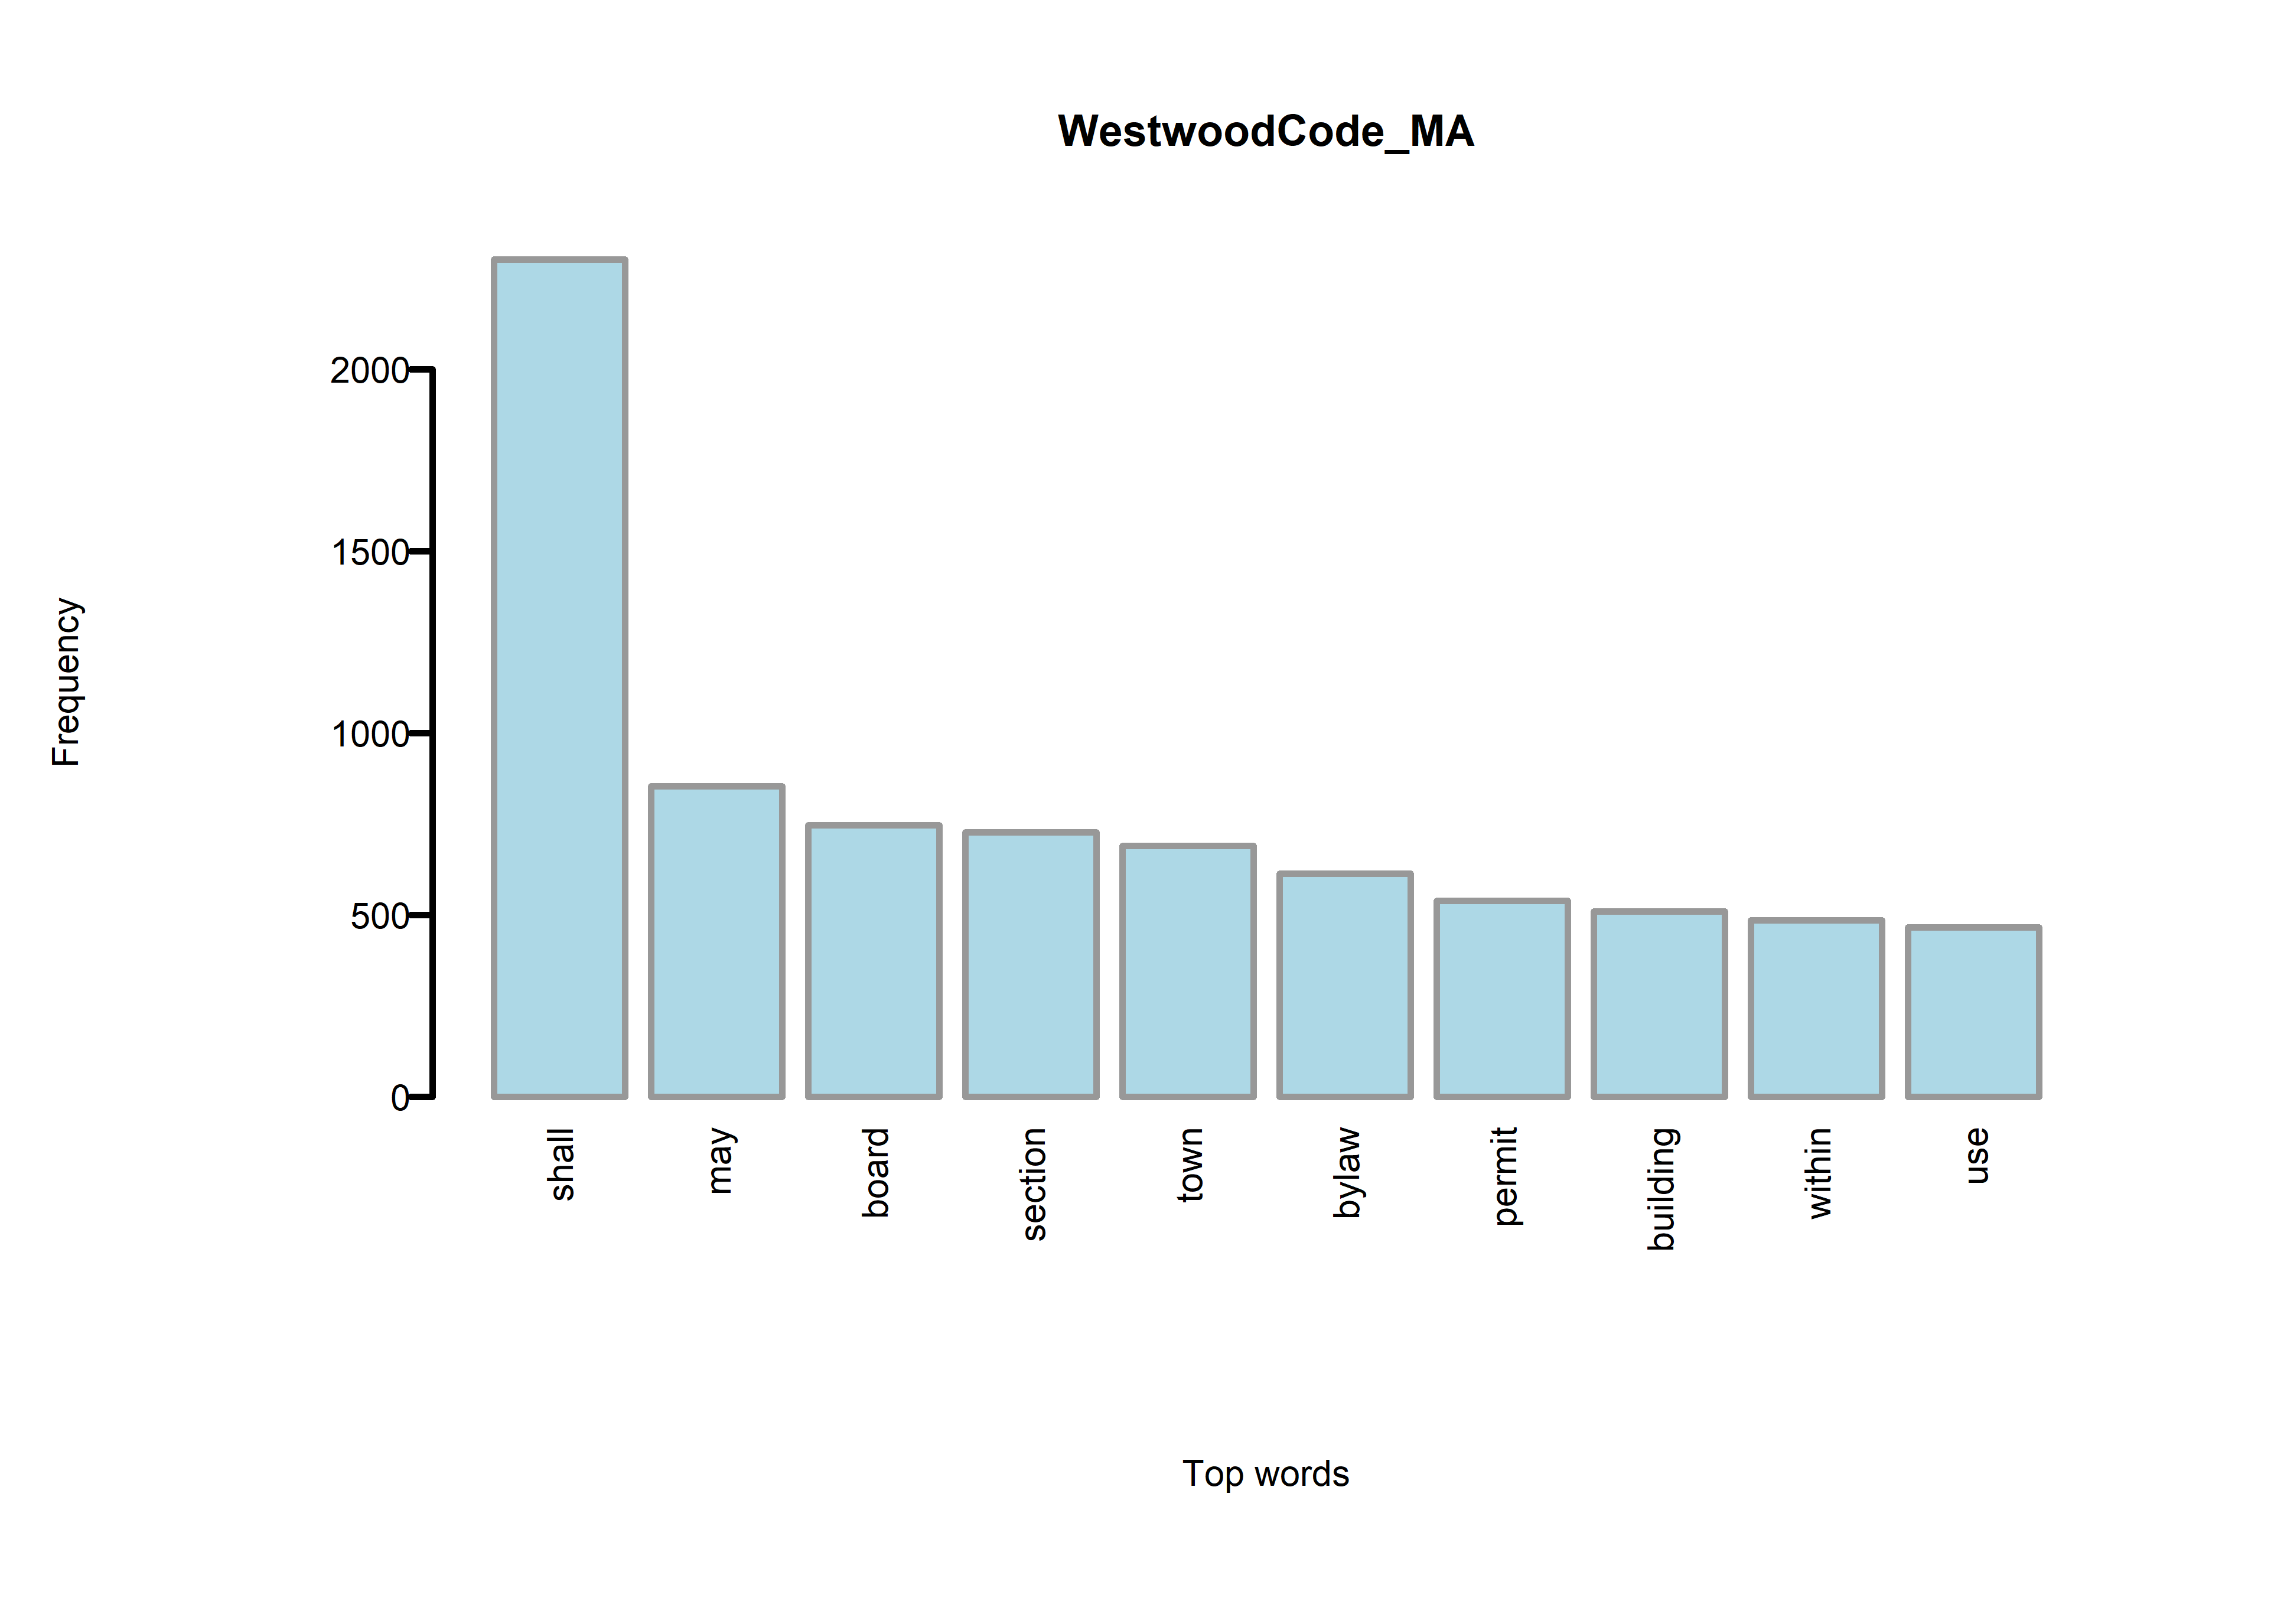 WestwoodCode_MA
Frequency
2000
1500
1000
500
0
shall
may
board
section
town
bylaw
permit
building
within
use
Top words